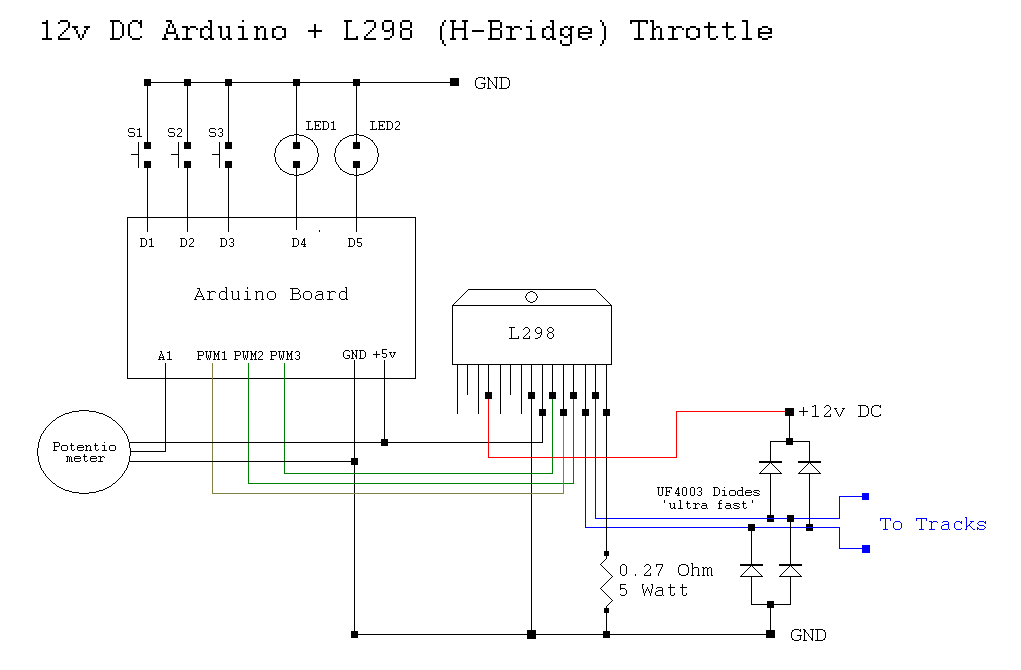 12v DC Arduino + L298 (H-Bridge) Throttle
GND
S1 S2 S3 LED1 LED2
D1 D2 D3 D4 D5
Arduino Board
L298
A1 PWM1 PWM2 PWM3 GND +5v
+12v DC
Potentio
meter
UF4003 Diodes
'ultra fast'
To Tracks
0.27 Ohm
5 Watt
GND